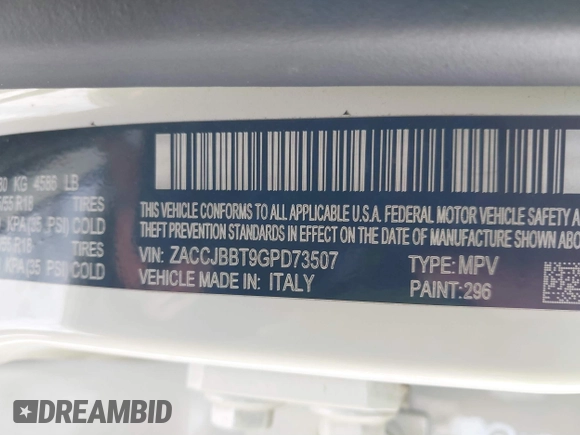 KG 4586 LB
TIRES
KPA(35 PSI) COLD
TIRES
KPA(35 PSI) COLD
THIS VEHICLE CONFORMS TO ALL APPLICABLE U.S.A. FEDERAL MOTOR VEHICLE SAFETY
THEFT PREVENTION STANDARDS IN EFFECT ON THE DATE OF MANUFACTURE SHOWN ABO
VIN: ZACCJBBT9GPD73507 TYPE: MPV
VEHICLE MADE IN: ITALY PAINT: 296
DREAMBID